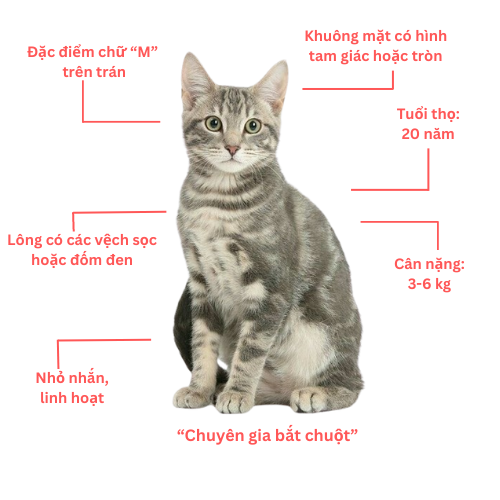 Đặc điểm chữ “M”
trên trán
Khuông mặt có hình
tam giác hoặc tròn
Tuổi thọ:
20 năm
Lông có các vệch sọc
hoặc đốm đen
Cân nặng:
3-6 kg
Nhỏ nhắn,
linh hoạt
“Chuyên gia bắt chuột”